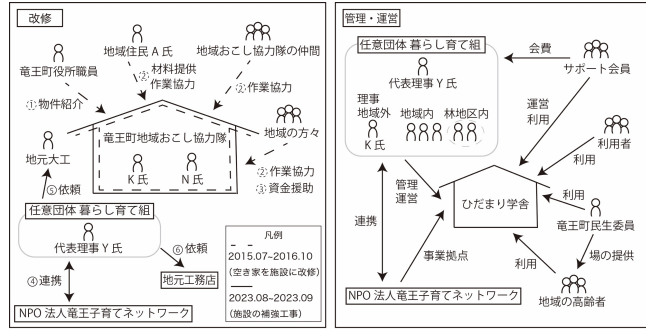 改修
地域住民A氏
地域おこし協力隊の仲間
竜王町役所職員
②材料提供
作業協力
②作業協力
①物件紹介
地域の方々
竜王町地域おこし協力隊
地元大工
K氏
N氏
②作業協力
③資金援助
⑤依頼
任意団体 暮らし育て組
代表理事Y氏
⑥依頼
地元工務店
④連携
NPO法人竜王子育てネットワーク
凡例
2015.07~2016.10
(空き家を施設に改修)
2023.08~2023.09
(施設の補強工事)
管理・運営
任意団体 暮らし育て組
会費
サポート会員
代表理事Y氏
理事
地域外
K氏
地域内
林地区内
運営
利用
利用者
利用
管理
運営
ひだまり学舎
利用
竜王町民生委員
連携
事業拠点
利用
場の提供
地域の高齢者
NPO法人竜王子育てネットワーク